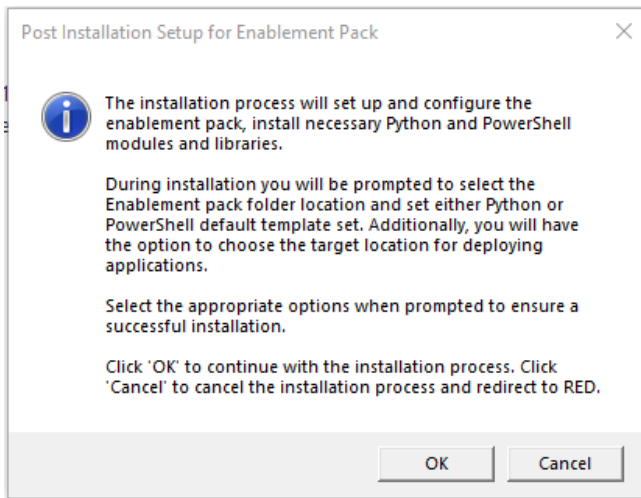 Post Installation Setup for Enablement Pack
The installation process will set up and configure the
enablement pack, install necessary Python and PowerShell
modules and libraries.
During installation you will be prompted to select the
Enablement pack folder location and set either Python or
PowerShell default template set. Additionally, you will have
the option to choose the target location for deploying
applications.
Select the appropriate options when prompted to ensure a
successful installation.
Click 'OK' to continue with the installation process. Click
'Cancel' to cancel the installation process and redirect to RED.
OK
Cancel